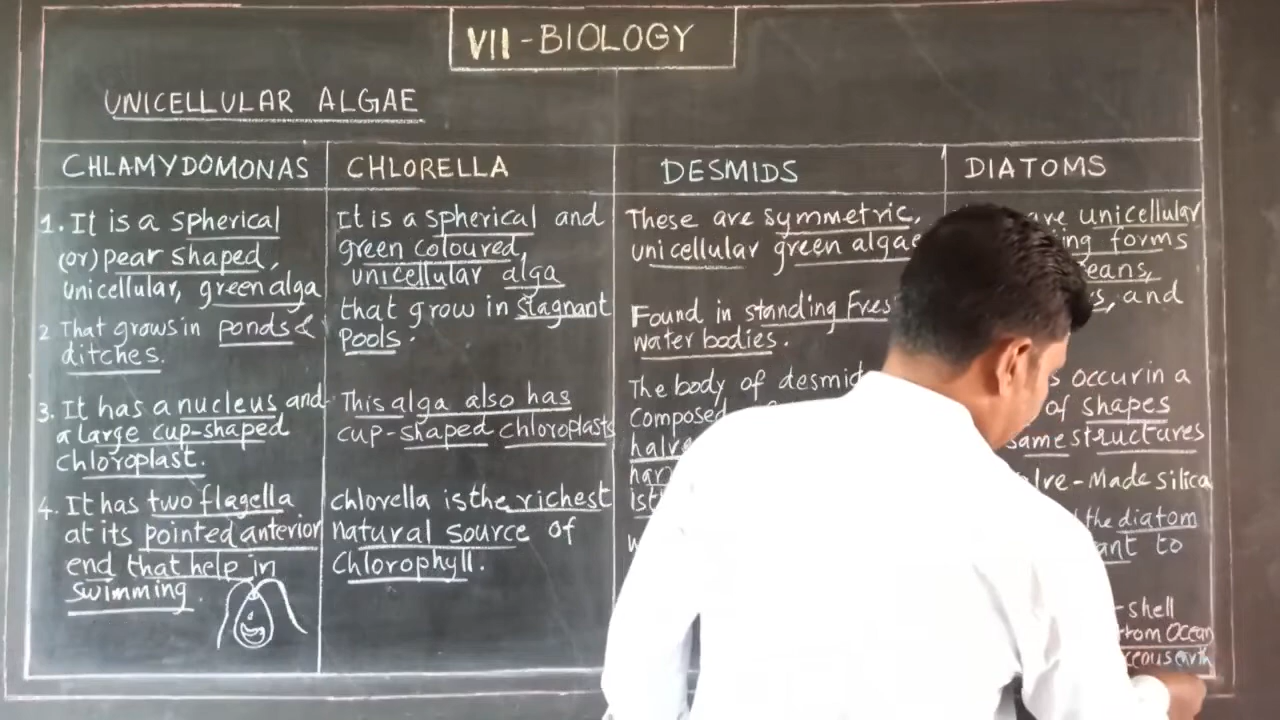 VII - BIOLOGY
UNICELLULAR ALGAE
CHLAMYDOMONAS
1. It is a spherical
(or) pear shaped,
unicellular, green alga
2 That grows in ponds &
ditches.
3. It has a nucleus and
a large cup-shaped
chloroplast.
4. It has two flagella
at its pointed anterior
end that help in
swimming.
CHLORELLA
It is a spherical and
green coloured,
unicellular alga
that grow in stagnant
Pools.
This alga also has
cup-shaped chloroplasts
chlorella is the richest
natural source of
Chlorophyll.
DESMIDS
These are symmetric,
unicellular green algae
Found in standing
water bodies.
The body of
Composed
DIATOMS
are unicellular
forms
and
occur in a
of shapes
same structures
- Made silica
the diatom
to
- shell
Ocean